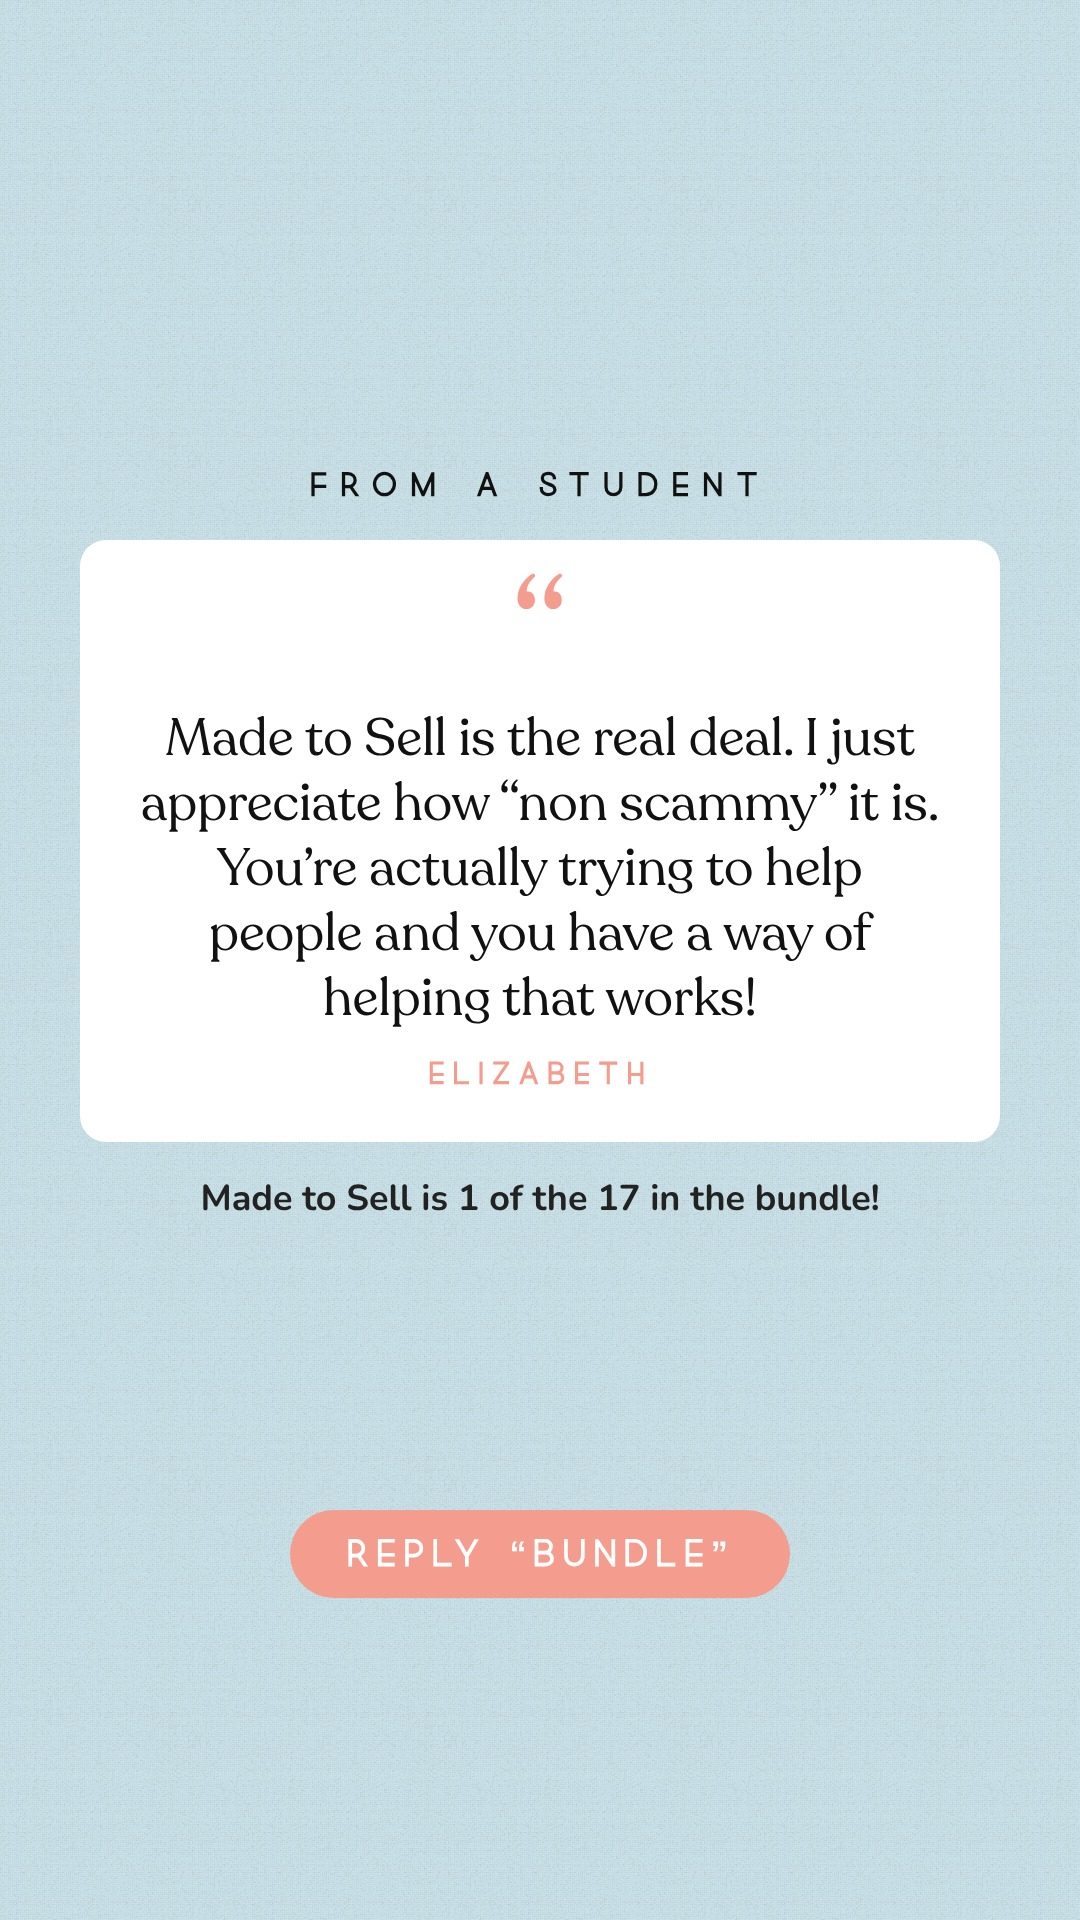 FROM A STUDENT
“
Made to Sell is the real deal. I just
appreciate how “non scammy” it is.
You’re actually trying to help
people and you have a way of
helping that works!
ELIZABETH
Made to Sell is 1 of the 17 in the bundle!
REPLY “BUNDLE”